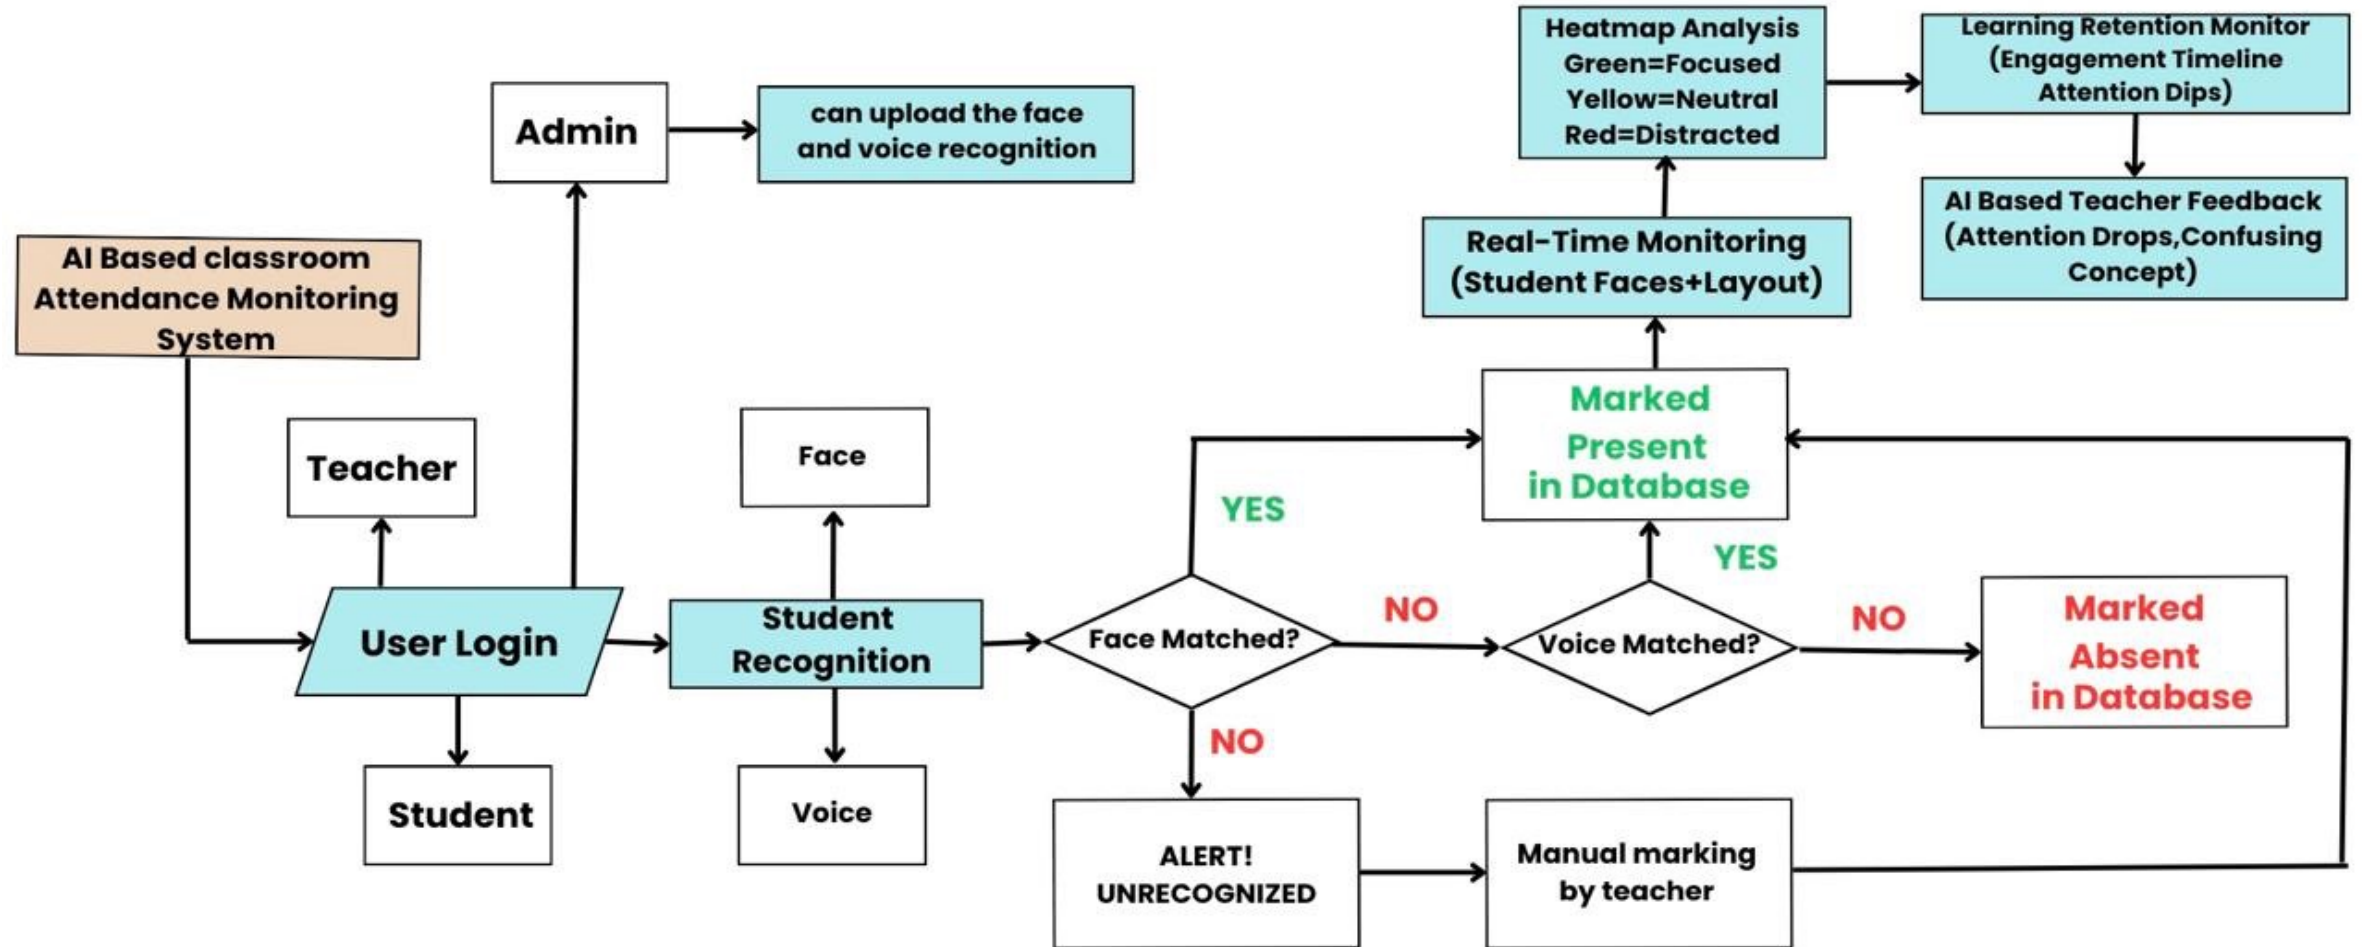 AI Based classroom
Attendance Monitoring
System
Admin
can upload the face
and voice recognition
Teacher
User Login
Student
Face
Student
Recognition
Voice
Face Matched?
YES
NO
NO
Voice Matched?
YES
NO
Marked
Present
in Database
Marked
Absent
in Database
ALERT!
UNRECOGNIZED
Manual marking
by teacher
Real-Time Monitoring
(Student Faces+Layout)
Heatmap Analysis
Green=Focused
Yellow=Neutral
Red=Distracted
Learning Retention Monitor
(Engagement Timeline
Attention Dips)
AI Based Teacher Feedback
(Attention Drops,Confusing
Concept)